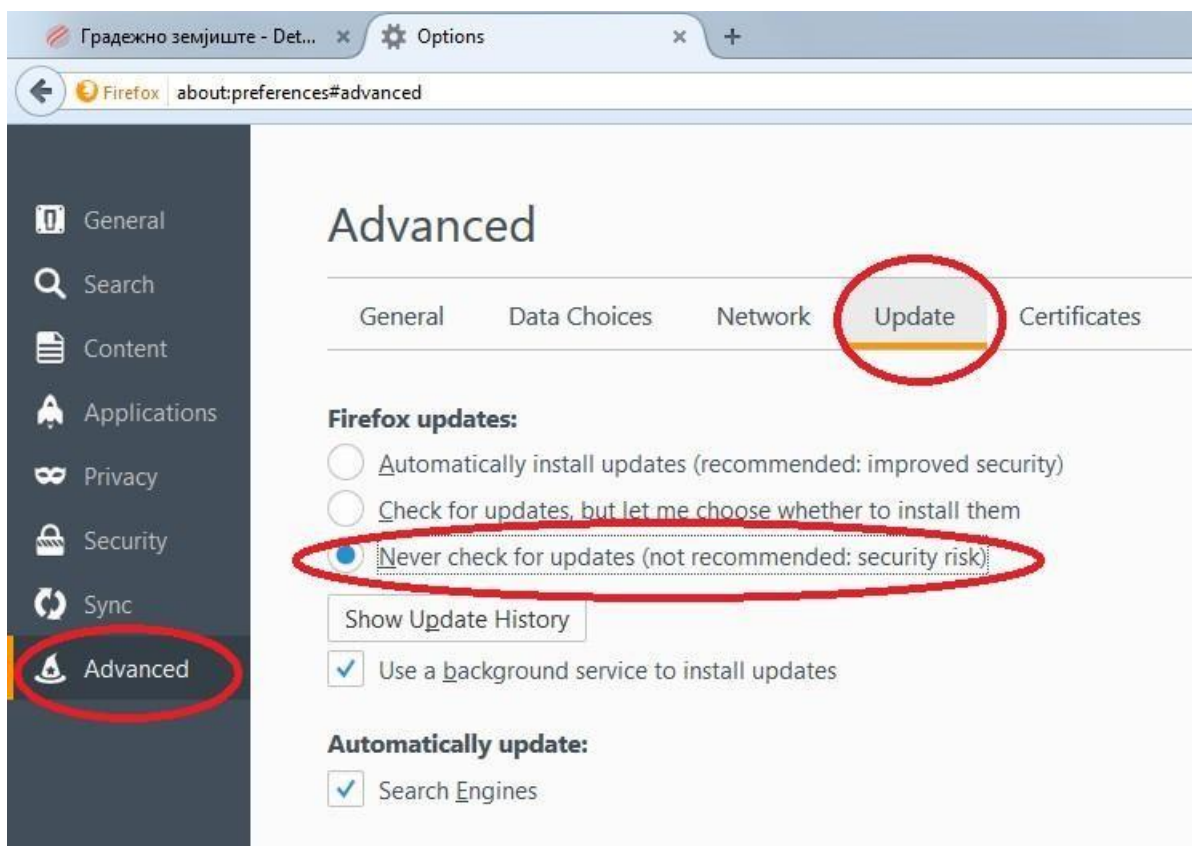 Градежно земјиште - Det...
Options
Firefox about:preferences#advanced
General
Search
Content
Applications
Privacy
Security
Sync
Advanced
Advanced
General Data Choices Network Update Certificates
Firefox updates:
Automatically install updates (recommended: improved security)
Check for updates, but let me choose whether to install them
Never check for updates (not recommended: security risk)
Show Update History
Use a background service to install updates
Automatically update:
Search Engines